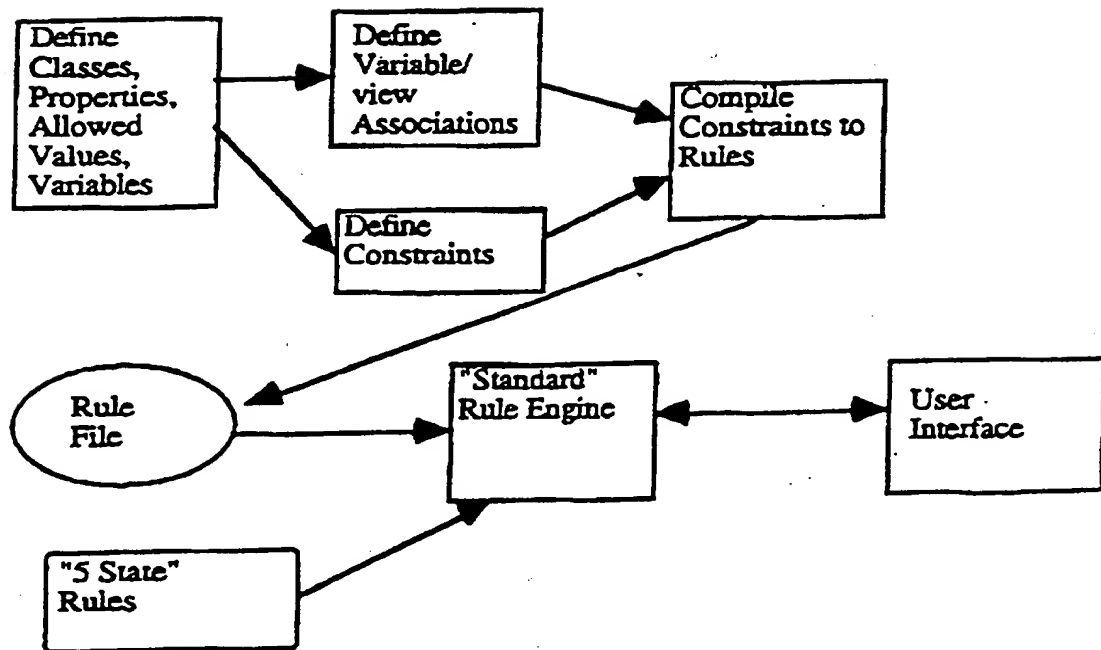 Define
Classes,
Properties,
Allowed
Values,
Variables
Define
Variable/
view
Associations
Compile
Constraints to
Rules
Define
Constraints
Rule
File
"Standard"
Rule Engine
User
Interface
"5 State"
Rules